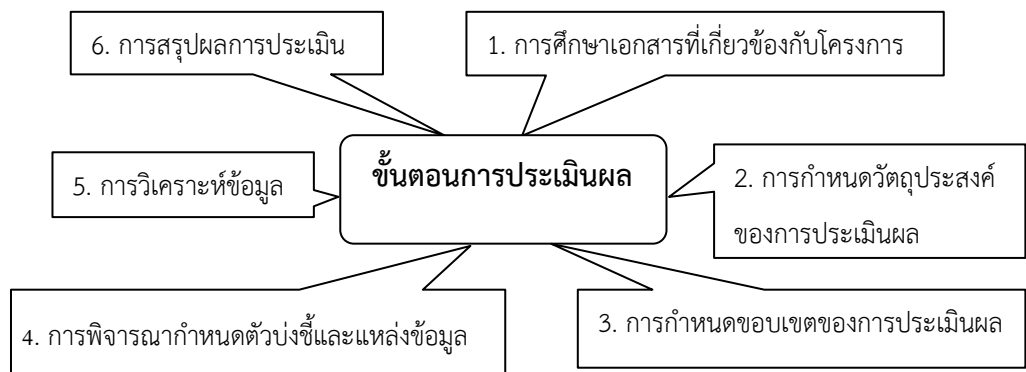 6. การสรุปผลการประเมิน
1. การศึกษาเอกสารที่เกี่ยวข้องกับโครงการ
ขั้นตอนการประเมินผล
5. การวิเคราะห์ข้อมูล
2. การกำหนดวัตถุประสงค์
ของการประเมินผล
4. การพิจารณากำหนดตัวบ่งชี้และแหล่งข้อมูล
3. การกำหนดขอบเขตของการประเมินผล